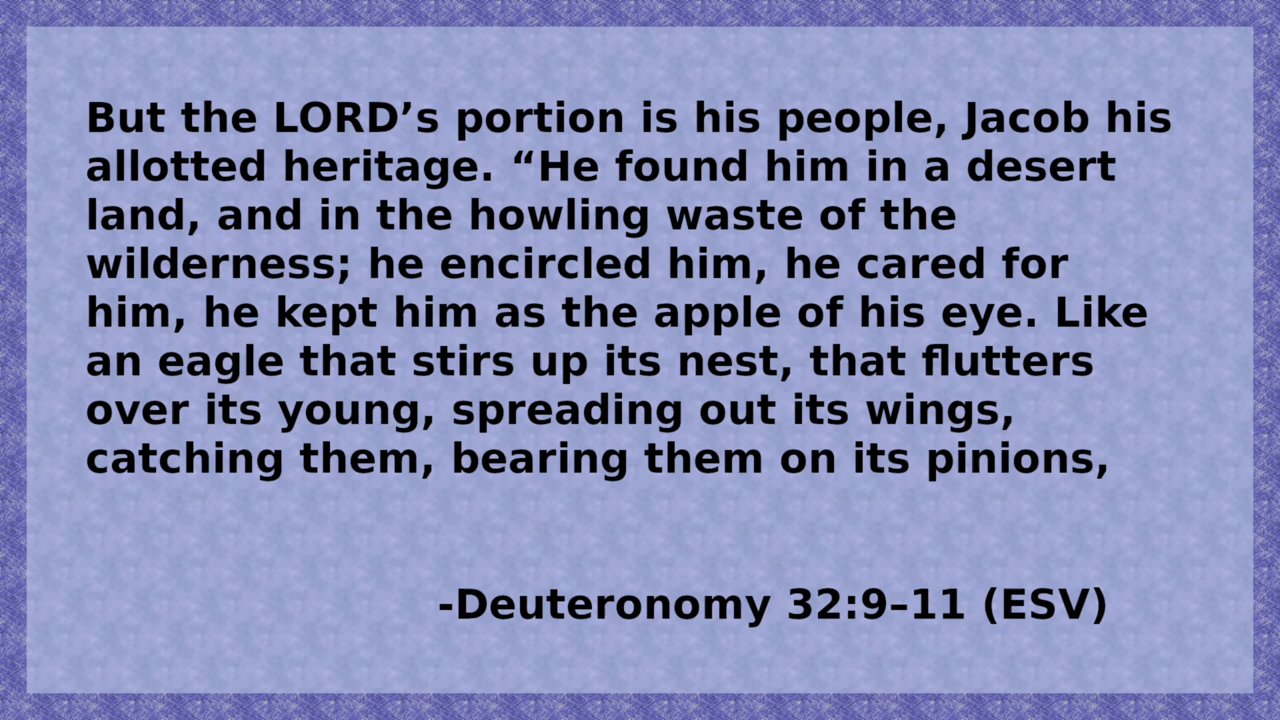 But the LORD’s portion is his people, Jacob his
allotted heritage. “He found him in a desert
land, and in the howling waste of the
wilderness; he encircled him, he cared for
him, he kept him as the apple of his eye. Like
an eagle that stirs up its nest, that flutters
over its young, spreading out its wings,
catching them, bearing them on its pinions,
-Deuteronomy 32:9–11 (ESV)